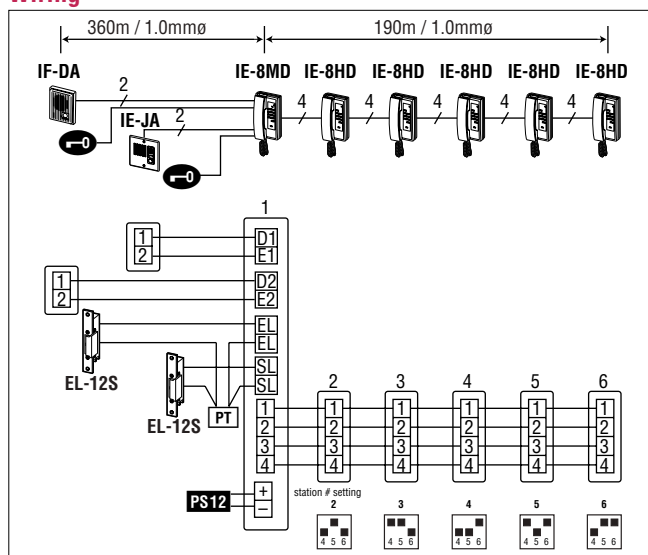 Wiring
360m / 1.0mmø 190m / 1.0mmø
IF-DA IE-8MD IE-8HD IE-8HD IE-8HD IE-8HD IE-8HD
2 4 4 4 4 4
IE-JA 2
1
1 D1
2 E1
1 D2
2 E2
EL
EL
SL
SL
EL-12S
EL-12S PT
2 3 4 5 6
1 1 1 1 1 1
2 2 2 2 2 2
3 3 3 3 3 3
4 4 4 4 4 4
PS12 + −
station # setting
2 3 4 5 6
4 5 6 4 5 6 4 5 6 4 5 6 4 5 6